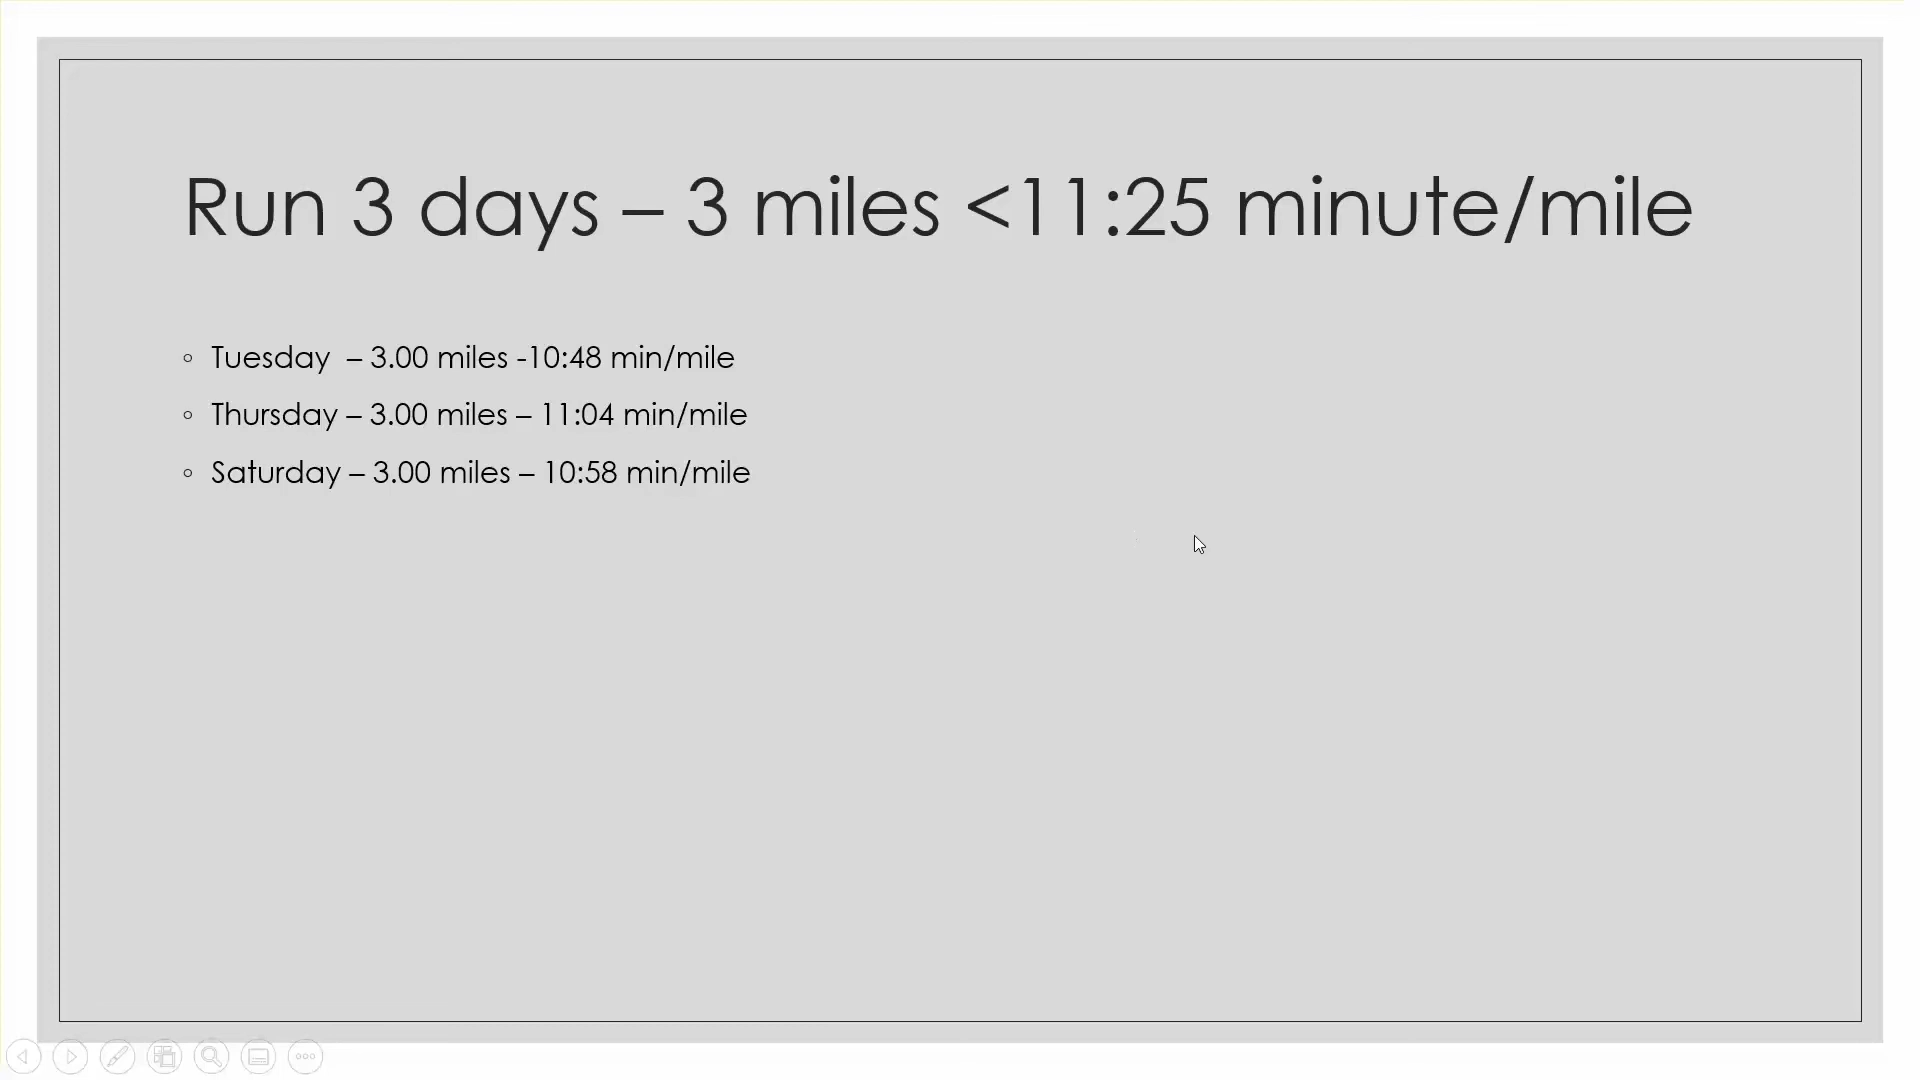 Run 3 days – 3 miles <11:25 minute/mile
◦ Tuesday  – 3.00 miles -10:48 min/mile
◦ Thursday – 3.00 miles – 11:04 min/mile
◦ Saturday – 3.00 miles – 10:58 min/mile